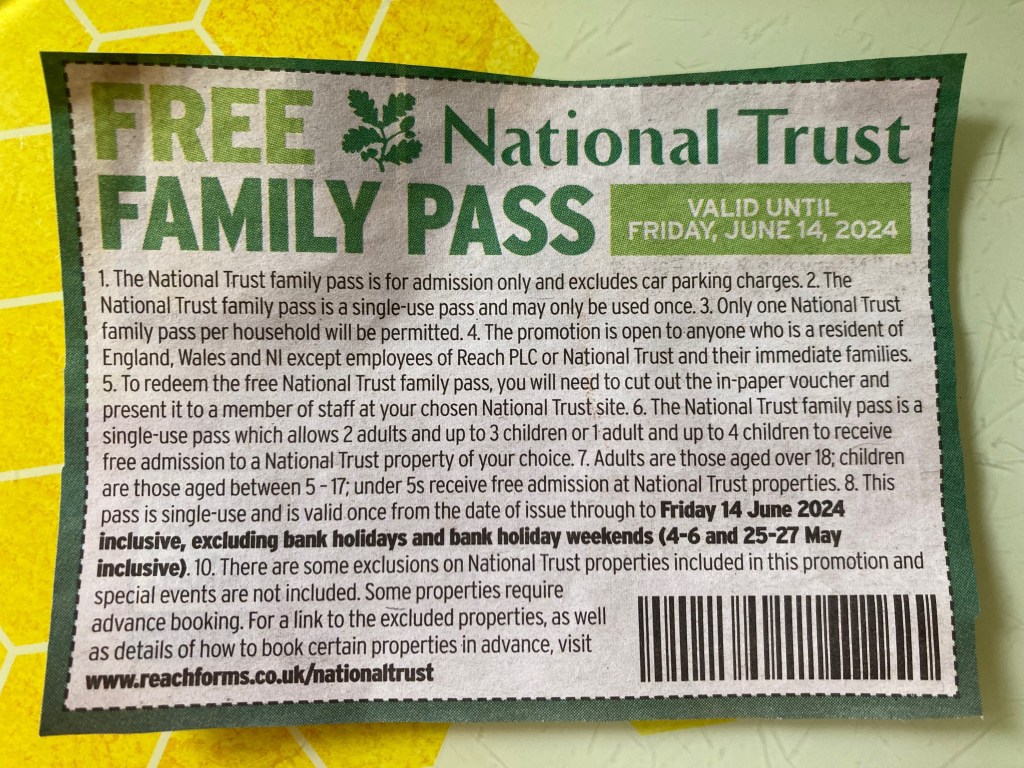 FREE National Trust
FAMILY PASS
VALID UNTIL
FRIDAY, JUNE 14, 2024
1. The National Trust family pass is for admission only and excludes car parking charges. 2. The
National Trust family pass is a single-use pass and may only be used once. 3. Only one National Trust
family pass per household will be permitted. 4. The promotion is open to anyone who is a resident of
England, Wales and NI except employees of Reach PLC or National Trust and their immediate families.
5. To redeem the free National Trust family pass, you will need to cut out the in-paper voucher and
present it to a member of staff at your chosen National Trust site. 6. The National Trust family pass is a
single-use pass which allows 2 adults and up to 3 children or 1 adult and up to 4 children to receive
free admission to a National Trust property of your choice. 7. Adults are those aged over 18; children
are those aged between 5 - 17; under 5s receive free admission at National Trust properties. 8. This
pass is single-use and is valid once from the date of issue through to Friday 14 June 2024
inclusive, excluding bank holidays and bank holiday weekends (4-6 and 25-27 May
inclusive). 10. There are some exclusions on National Trust properties included in this promotion and
special events are not included. Some properties require
advance booking. For a link to the excluded properties, as well
as details of how to book certain properties in advance, visit
www.reachforms.co.uk/nationaltrust